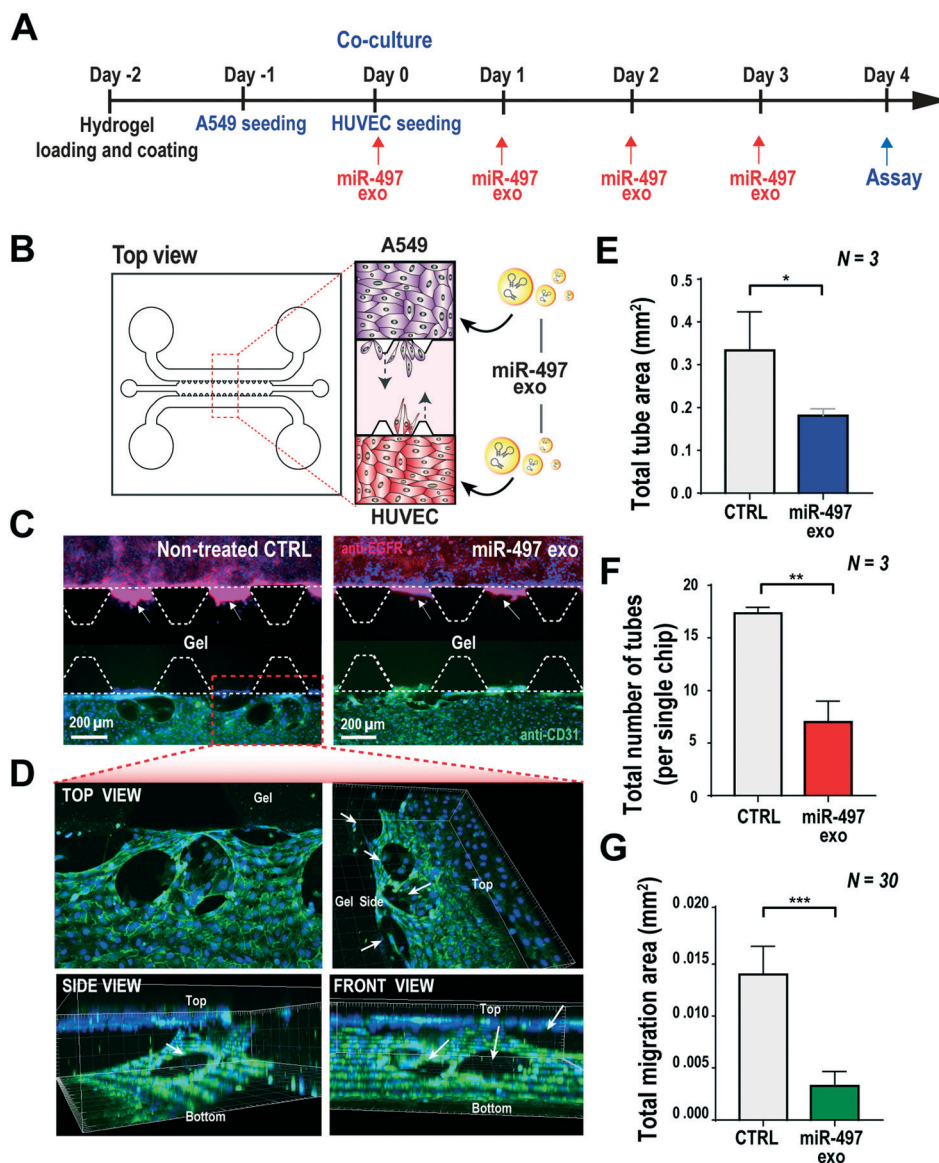 A
Co-culture
Day -2 Day -1 Day 0 Day 1 Day 2 Day 3 Day 4
Hydrogel
loading and coating
A549 seeding
HUVEC seeding
miR-497
exo
miR-497
exo
miR-497
exo
miR-497
exo
Assay
B
Top view
A549
miR-497
exo
HUVEC
C
Non-treated CTRL
anti-EGFR
miR-497 exo
Gel
200 µm
200 µm
anti-CD31
D
TOP VIEW
Gel
Gel Side
Top
SIDE VIEW
Top
Bottom
FRONT VIEW
Top
Bottom
E
N = 3
*
Total tube area (mm²)
0.5
0.4
0.3
0.2
0.1
0.0
CTRL
miR-497
exo
F
N = 3
**
Total number of tubes
(per single chip)
20
15
10
5
0
CTRL
miR-497
exo
G
N = 30
***
Total migration area (mm²)
0.020
0.015
0.010
0.005
0.000
CTRL
miR-497
exo